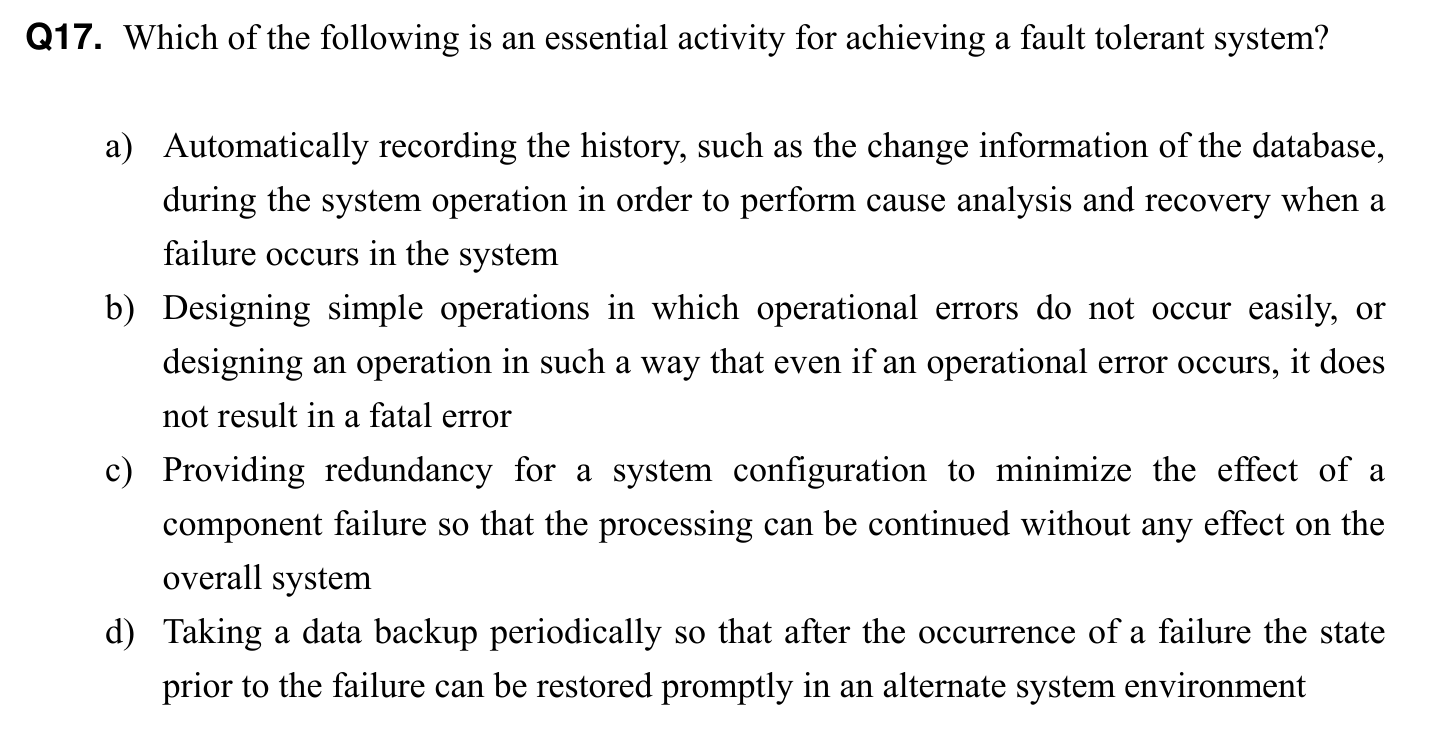 Q17. Which of the following is an essential activity for achieving a fault tolerant system?
a) Automatically recording the history, such as the change information of the database,
during the system operation in order to perform cause analysis and recovery when a
failure occurs in the system
b) Designing simple operations in which operational errors do not occur easily, or
designing an operation in such a way that even if an operational error occurs, it does
not result in a fatal error
c) Providing redundancy for a system configuration to minimize the effect of a
component failure so that the processing can be continued without any effect on the
overall system
d) Taking a data backup periodically so that after the occurrence of a failure the state
prior to the failure can be restored promptly in an alternate system environment